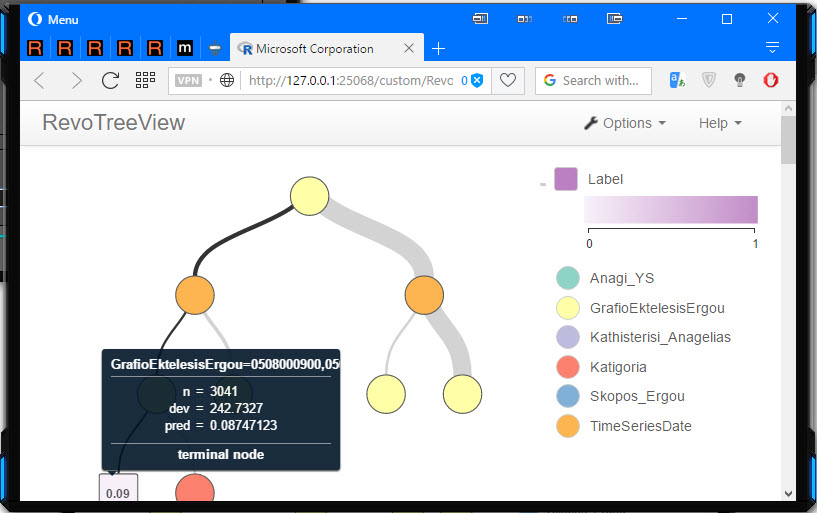 Menu
R R R R R m
Microsoft Corporation
VPN http://127.0.0.1:25068/custom/Revo 0 Search with...
RevoTreeView
Options
Help
Label
0 1
Anagi_YS
GrafioEktelesisErgou
Kathisterisi_Anagelias
Katigoria
Skopos_Ergou
TimeSeriesDate
GrafioEktelesisErgou=0508000900,05
n = 3041
dev = 242.7327
pred = 0.08747123
terminal node
0.09